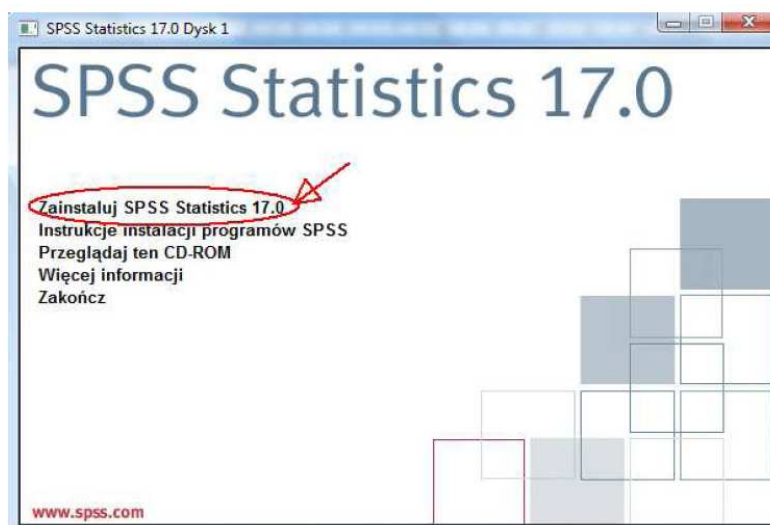 SPSS Statistics 17.0 Dysk 1
SPSS Statistics 17.0
Zainstaluj SPSS Statistics 17.0
Instrukcje instalacji programów SPSS
Przeglądaj ten CD-ROM
Więcej informacji
Zakończ
www.spss.com